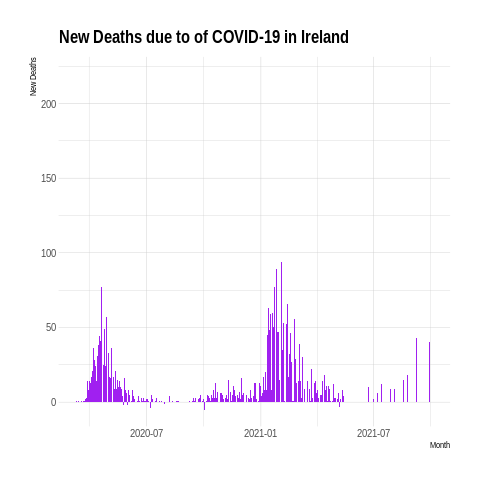 New Deaths due to of COVID-19 in Ireland
New Deaths
200
150
100
50
0
2020-07
2021-01
2021-07
Month